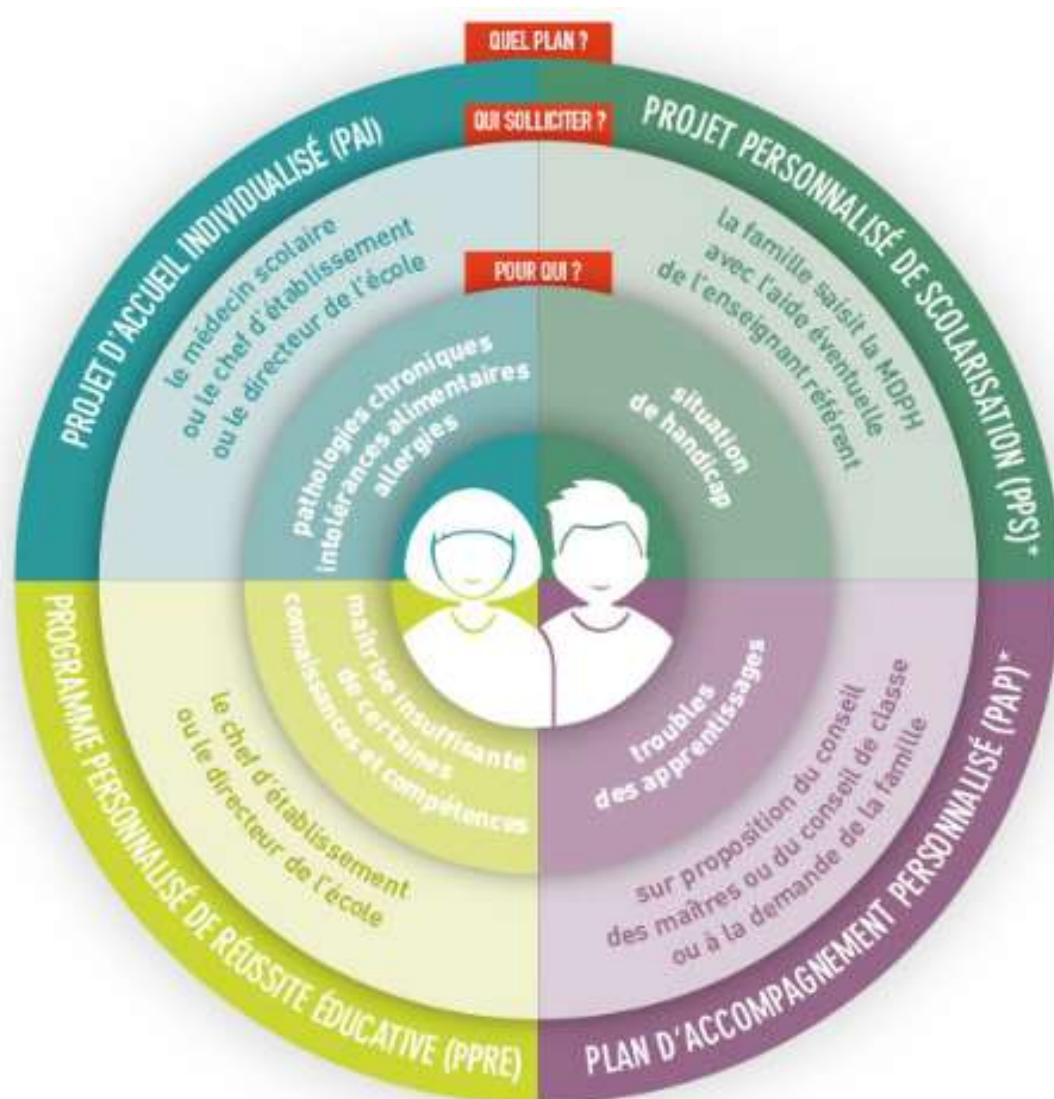 QUEL PLAN ?
QUI SOLLICITER ?
POUR QUI ?
PROJET D'ACCUEIL INDIVIDUALISÉ (PAI)
le médecin scolaire
ou le chef d'établissement
ou le directeur de l'école
pathologies chroniques
intolérances alimentaires
allergies
PROJET PERSONNALISÉ DE SCOLARISATION (PPS)*
la famille saisit la MDPH
avec l'aide éventuelle
de l'enseignant référent
situation
de handicap
PROGRAMME PERSONNALISÉ DE RÉUSSITE ÉDUCATIVE (PPRE)
le chef d'établissement
ou le directeur de l'école
maîtrise insuffisante
de certaines
connaissances et compétences
PLAN D'ACCOMPAGNEMENT PERSONNALISÉ (PAP)*
sur proposition du conseil
des maîtres ou du conseil de classe
ou à la demande de la famille
troubles
des apprentissages